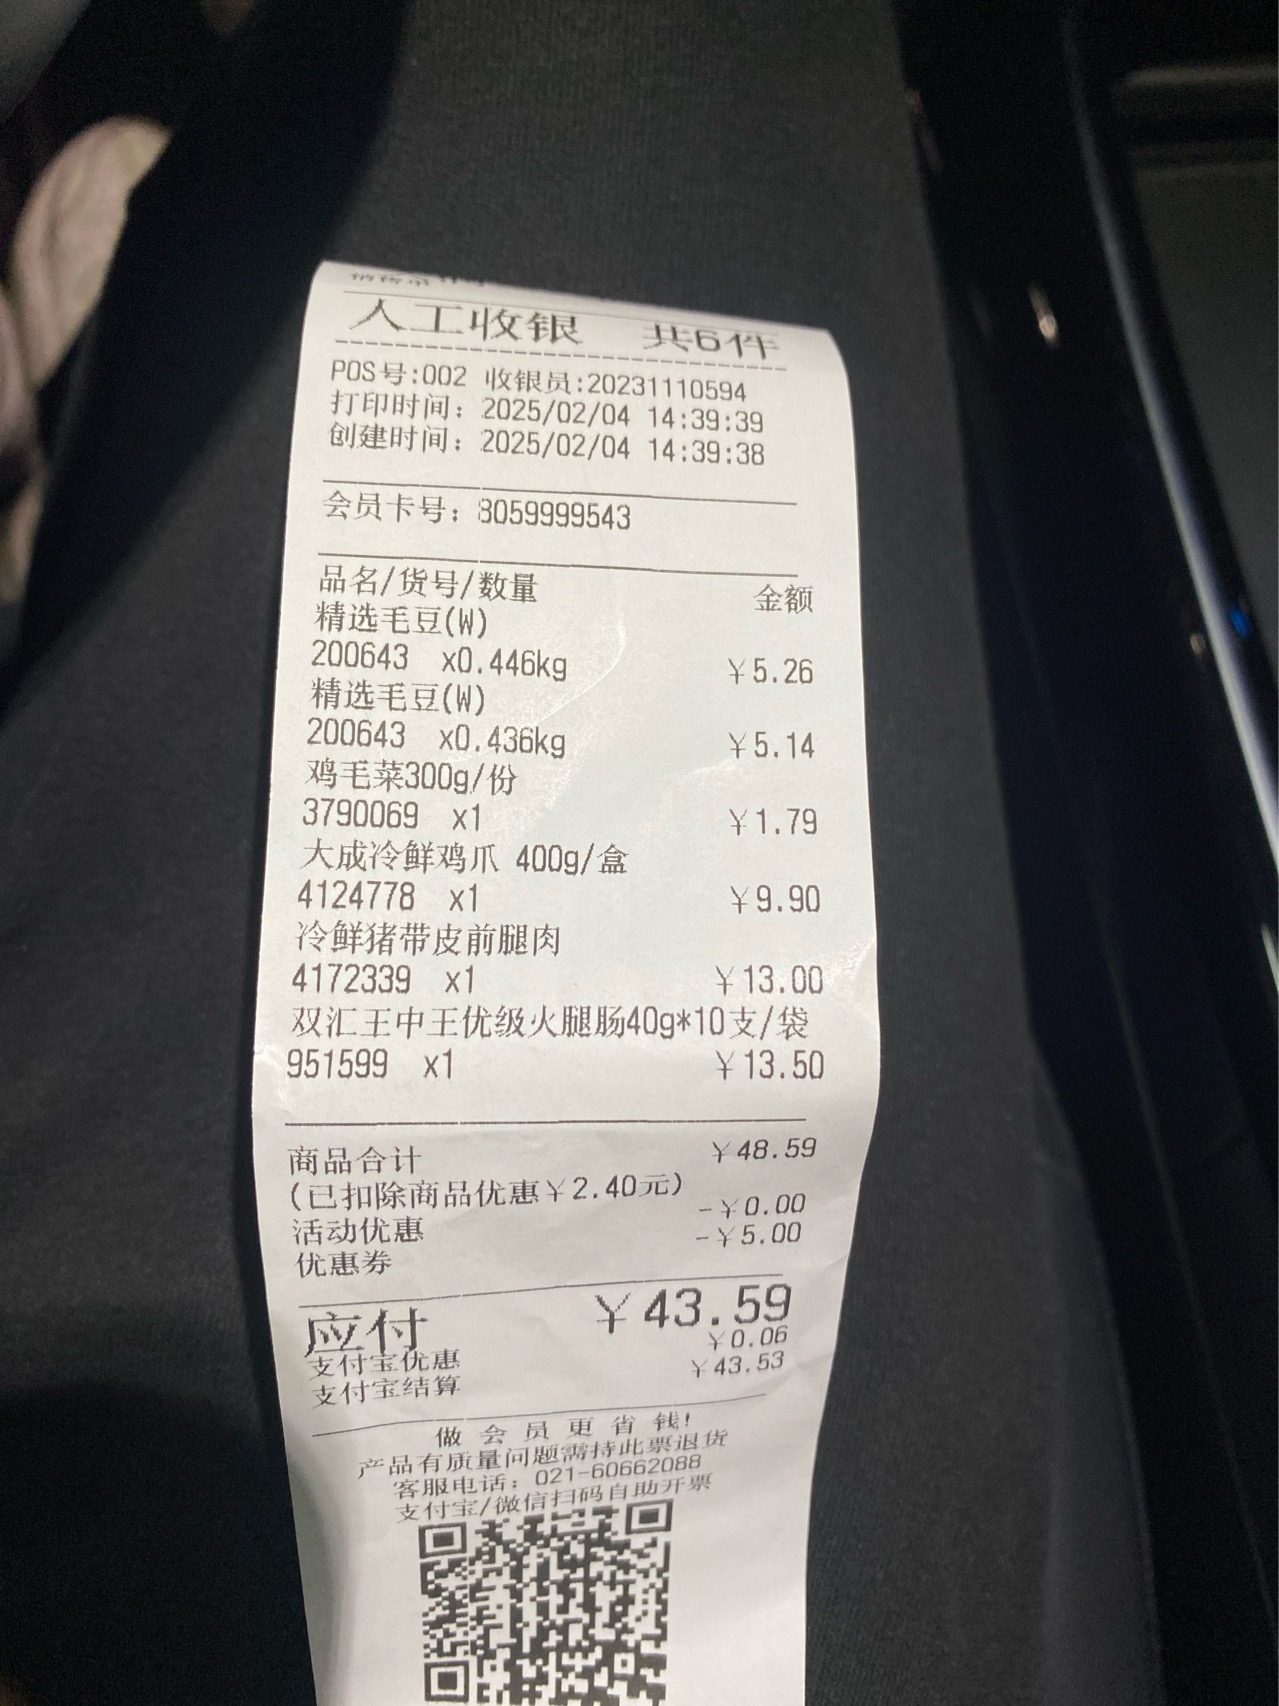 人工收银 共6件
POS号:002 收银员:20231110594
打印时间: 2025/02/04 14:39:39
创建时间: 2025/02/04 14:39:38
会员卡号: 8059999543
品名/货号/数量 金额
精选毛豆(W)
200643 x0.446kg ¥5.26
精选毛豆(W)
200643 x0.436kg ¥5.14
鸡毛菜300g/份
3790069 x1 ¥1.79
大成冷鲜鸡爪 400g/盒
4124778 x1 ¥9.90
冷鲜猪带皮前腿肉
4172339 x1 ¥13.00
双汇王中王优级火腿肠40g*10支/袋
951599 x1 ¥13.50
商品合计 ¥48.59
(已扣除商品优惠¥2.40元)
活动优惠 -¥0.00
优惠券 -¥5.00
应付 ¥43.59
支付宝优惠 ¥0.06
支付宝结算 ¥43.53
做会员更省钱!
产品有质量问题需持此票退货
客服电话: 021-60662088
支付宝/微信扫码自助开票